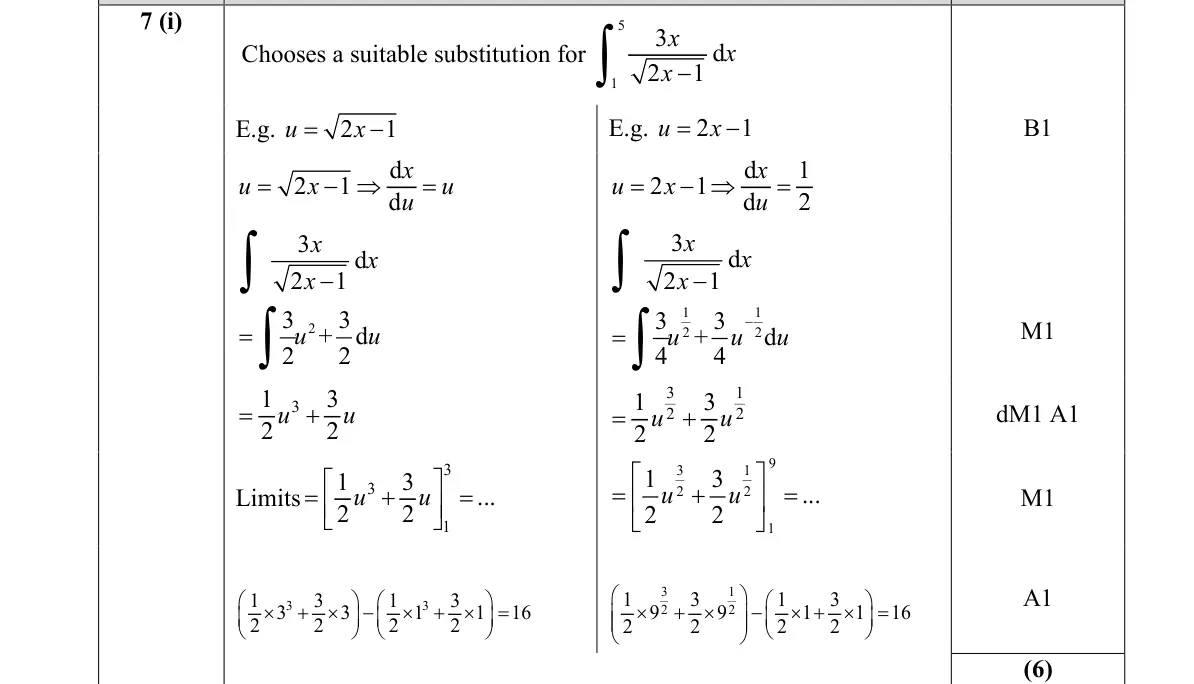 7 (i)
Chooses a suitable substitution for ∫₁⁵ 3x/√(2x−1) dx
E.g. u = √(2x−1)
E.g. u = 2x−1
B1
u = √(2x−1) ⇒ dx/du = u
u = 2x−1 ⇒ dx/du = 1/2
∫ 3x/√(2x−1) dx
∫ 3x/√(2x−1) dx
= ∫ 3/2 u² + 3/2 du
= ∫ 3/4 u^(1/2) + 3/4 u^(−1/2) du
M1
= 1/2 u³ + 3/2 u
= 1/2 u^(3/2) + 3/2 u^(1/2)
dM1 A1
Limits = [1/2 u³ + 3/2 u]₁³ = ...
= [1/2 u^(3/2) + 3/2 u^(1/2)]₁⁹ = ...
M1
(1/2 × 3³ + 3/2 × 3) − (1/2 × 1³ + 3/2 × 1) = 16
(1/2 × 9^(3/2) + 3/2 × 9^(1/2)) − (1/2 × 1 + 3/2 × 1) = 16
A1
(6)